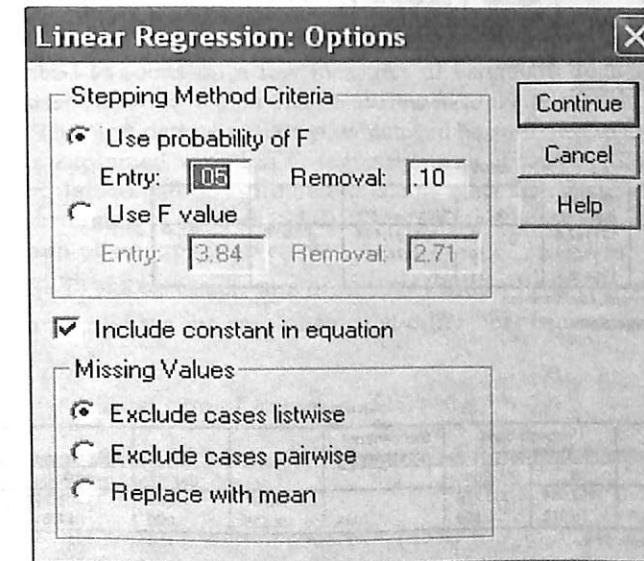 Linear Regression: Options
Stepping Method Criteria
Use probability of F
Entry: .05 Removal: .10
Use F value
Entry: 3.84 Removal: 2.71
Include constant in equation
Missing Values
Exclude cases listwise
Exclude cases pairwise
Replace with mean
Continue
Cancel
Help